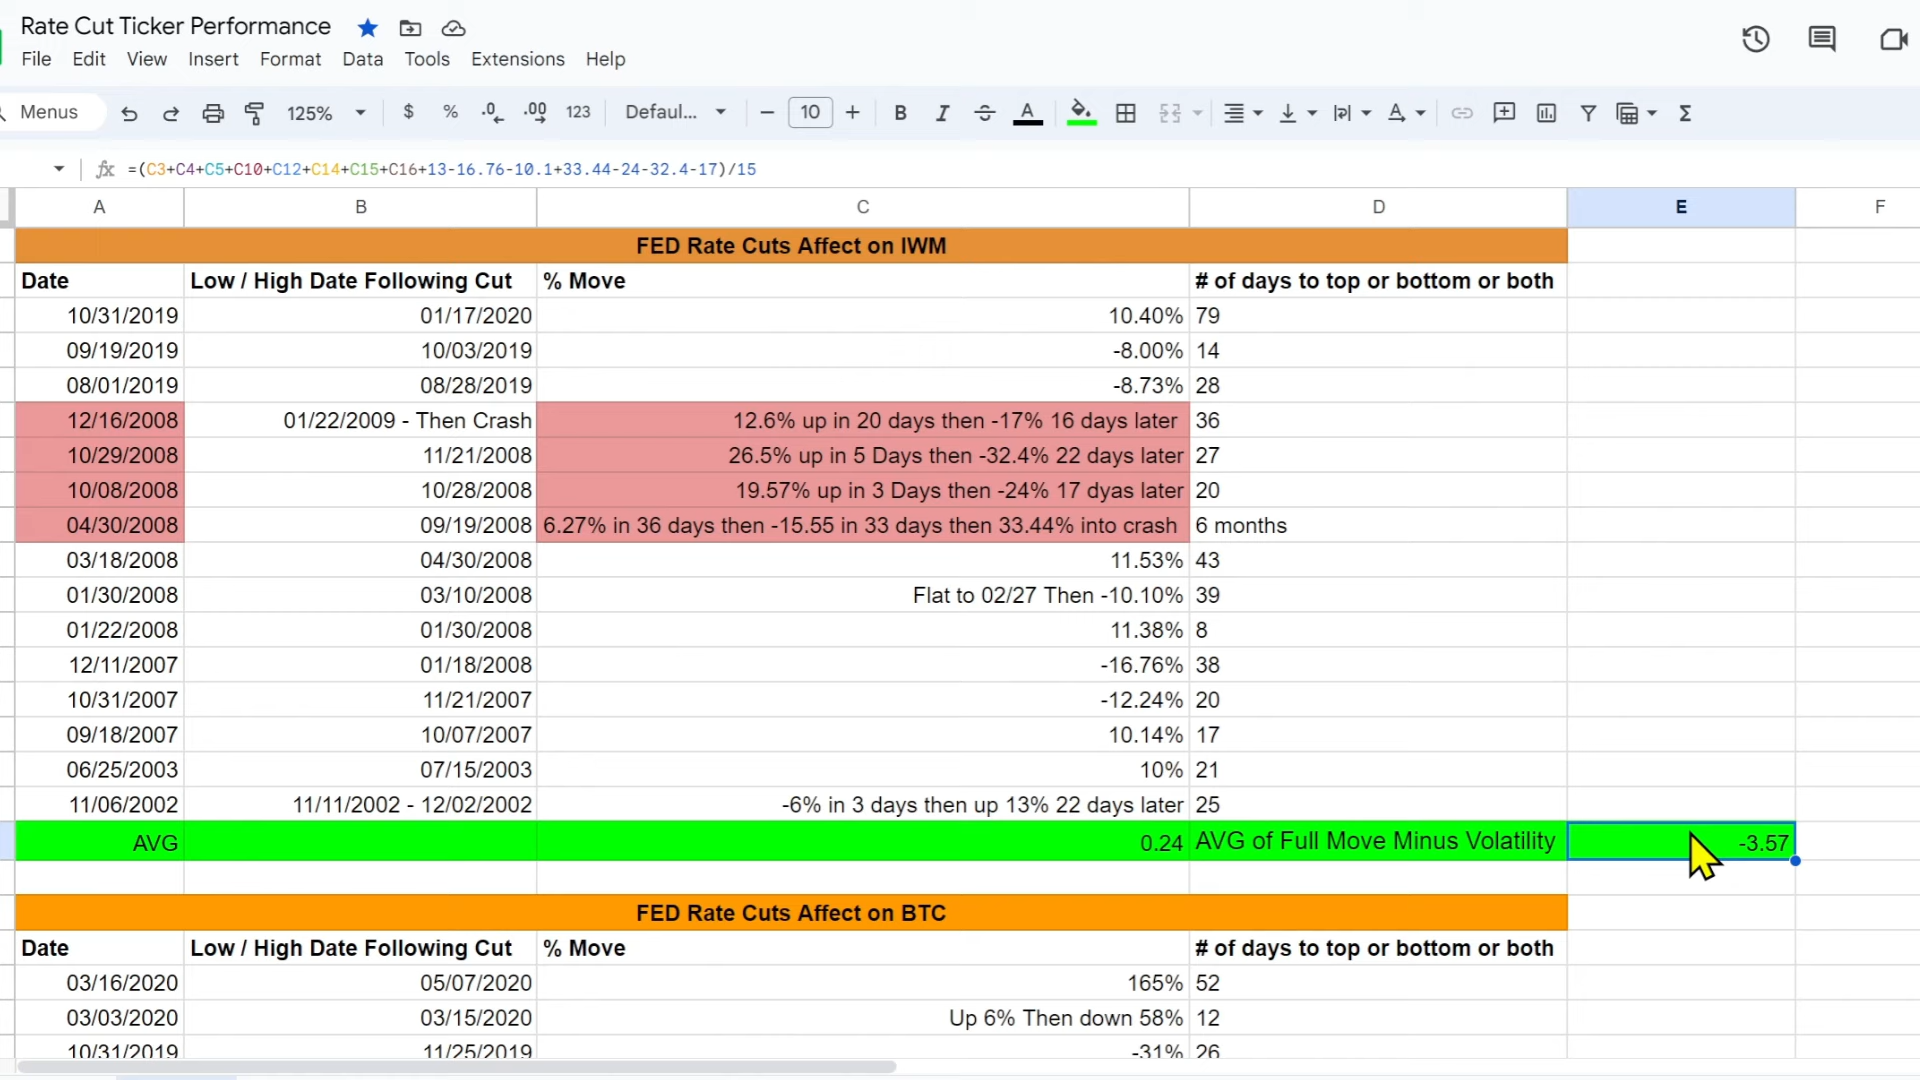 Rate Cut Ticker Performance
File Edit View Insert Format Data Tools Extensions Help
Menus 125% $ % .0 .00 123 Defaul... − 10 + B I S A A Σ
fx =(C3+C4+C5+C10+C12+C14+C15+C16+13-16.76-10.1+33.44-24-32.4-17)/15
A B C D E F
FED Rate Cuts Affect on IWM
Date Low / High Date Following Cut % Move # of days to top or bottom or both
10/31/2019 01/17/2020 10.40% 79
09/19/2019 10/03/2019 -8.00% 14
08/01/2019 08/28/2019 -8.73% 28
12/16/2008 01/22/2009 - Then Crash 12.6% up in 20 days then -17% 16 days later 36
10/29/2008 11/21/2008 26.5% up in 5 Days then -32.4% 22 days later 27
10/08/2008 10/28/2008 19.57% up in 3 Days then -24% 17 dyas later 20
04/30/2008 09/19/2008 6.27% in 36 days then -15.55 in 33 days then 33.44% into crash 6 months
03/18/2008 04/30/2008 11.53% 43
01/30/2008 03/10/2008 Flat to 02/27 Then -10.10% 39
01/22/2008 01/30/2008 11.38% 8
12/11/2007 01/18/2008 -16.76% 38
10/31/2007 11/21/2007 -12.24% 20
09/18/2007 10/07/2007 10.14% 17
06/25/2003 07/15/2003 10% 21
11/06/2002 11/11/2002 - 12/02/2002 -6% in 3 days then up 13% 22 days later 25
AVG 0.24 AVG of Full Move Minus Volatility -3.57
FED Rate Cuts Affect on BTC
Date Low / High Date Following Cut % Move # of days to top or bottom or both
03/16/2020 05/07/2020 165% 52
03/03/2020 03/15/2020 Up 6% Then down 58% 12
10/31/2019 11/25/2019 -31% 26